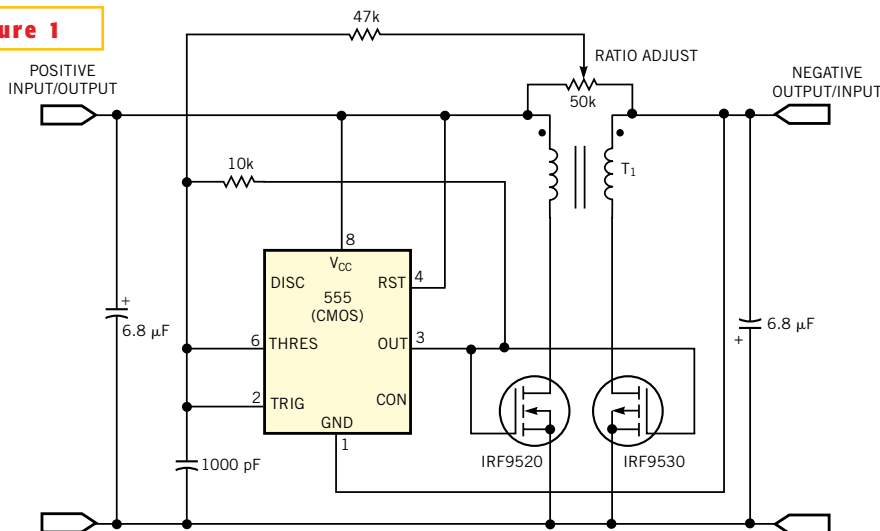 ure 1
47k
RATIO ADJUST
POSITIVE
INPUT/OUTPUT
NEGATIVE
OUTPUT/INPUT
50k
10k
T1
8
VCC
DISC
RST
4
555
(CMOS)
+
6.8 µF
6
THRES
OUT
3
6.8 µF
+
2
TRIG
CON
GND
1
1000 pF
IRF9520
IRF9530